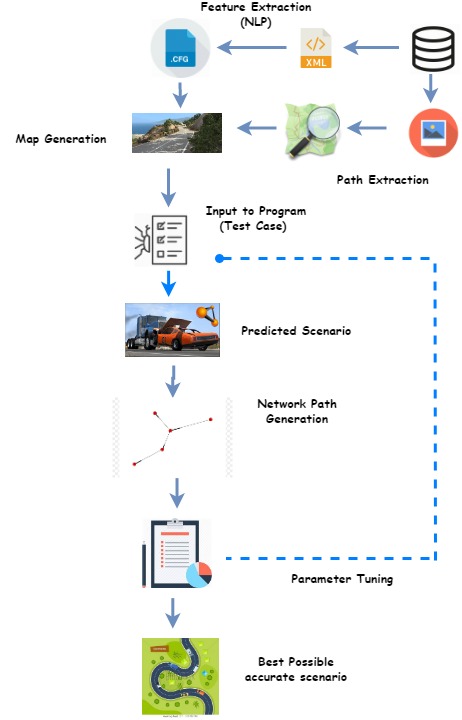 Feature Extraction
(NLP)
.CFG
</>
XML
Map Generation
Path Extraction
Input to Program
(Test Case)
Predicted Scenario
Network Path
Generation
Parameter Tuning
Best Possible
accurate scenario